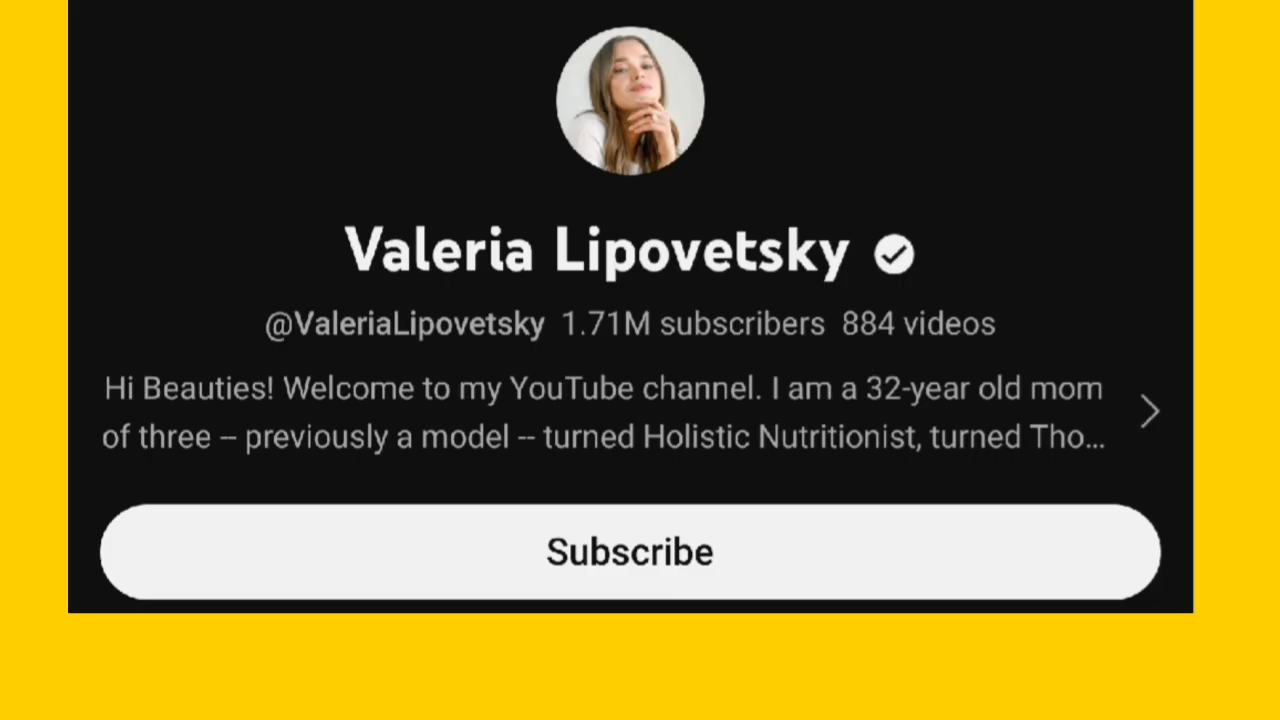 Valeria Lipovetsky
@ValeriaLipovetsky 1.71M subscribers 884 videos
Hi Beauties! Welcome to my YouTube channel. I am a 32-year old mom
of three -- previously a model -- turned Holistic Nutritionist, turned Tho...
Subscribe